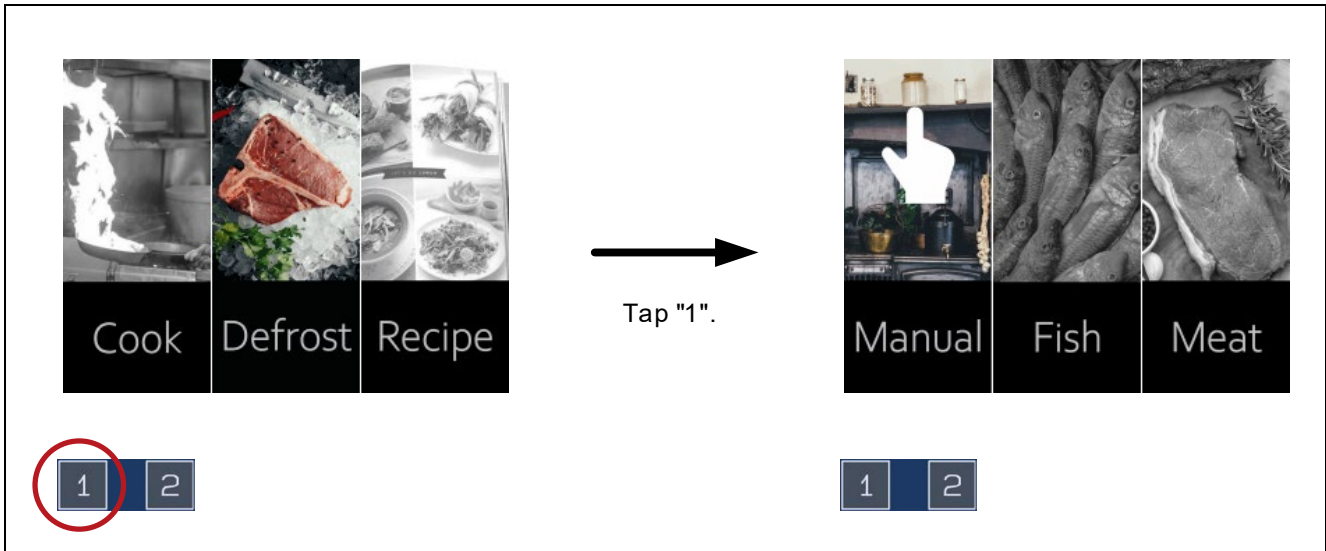 Cook Defrost Recipe
Tap "1".
Manual Fish Meat
1 2
1 2